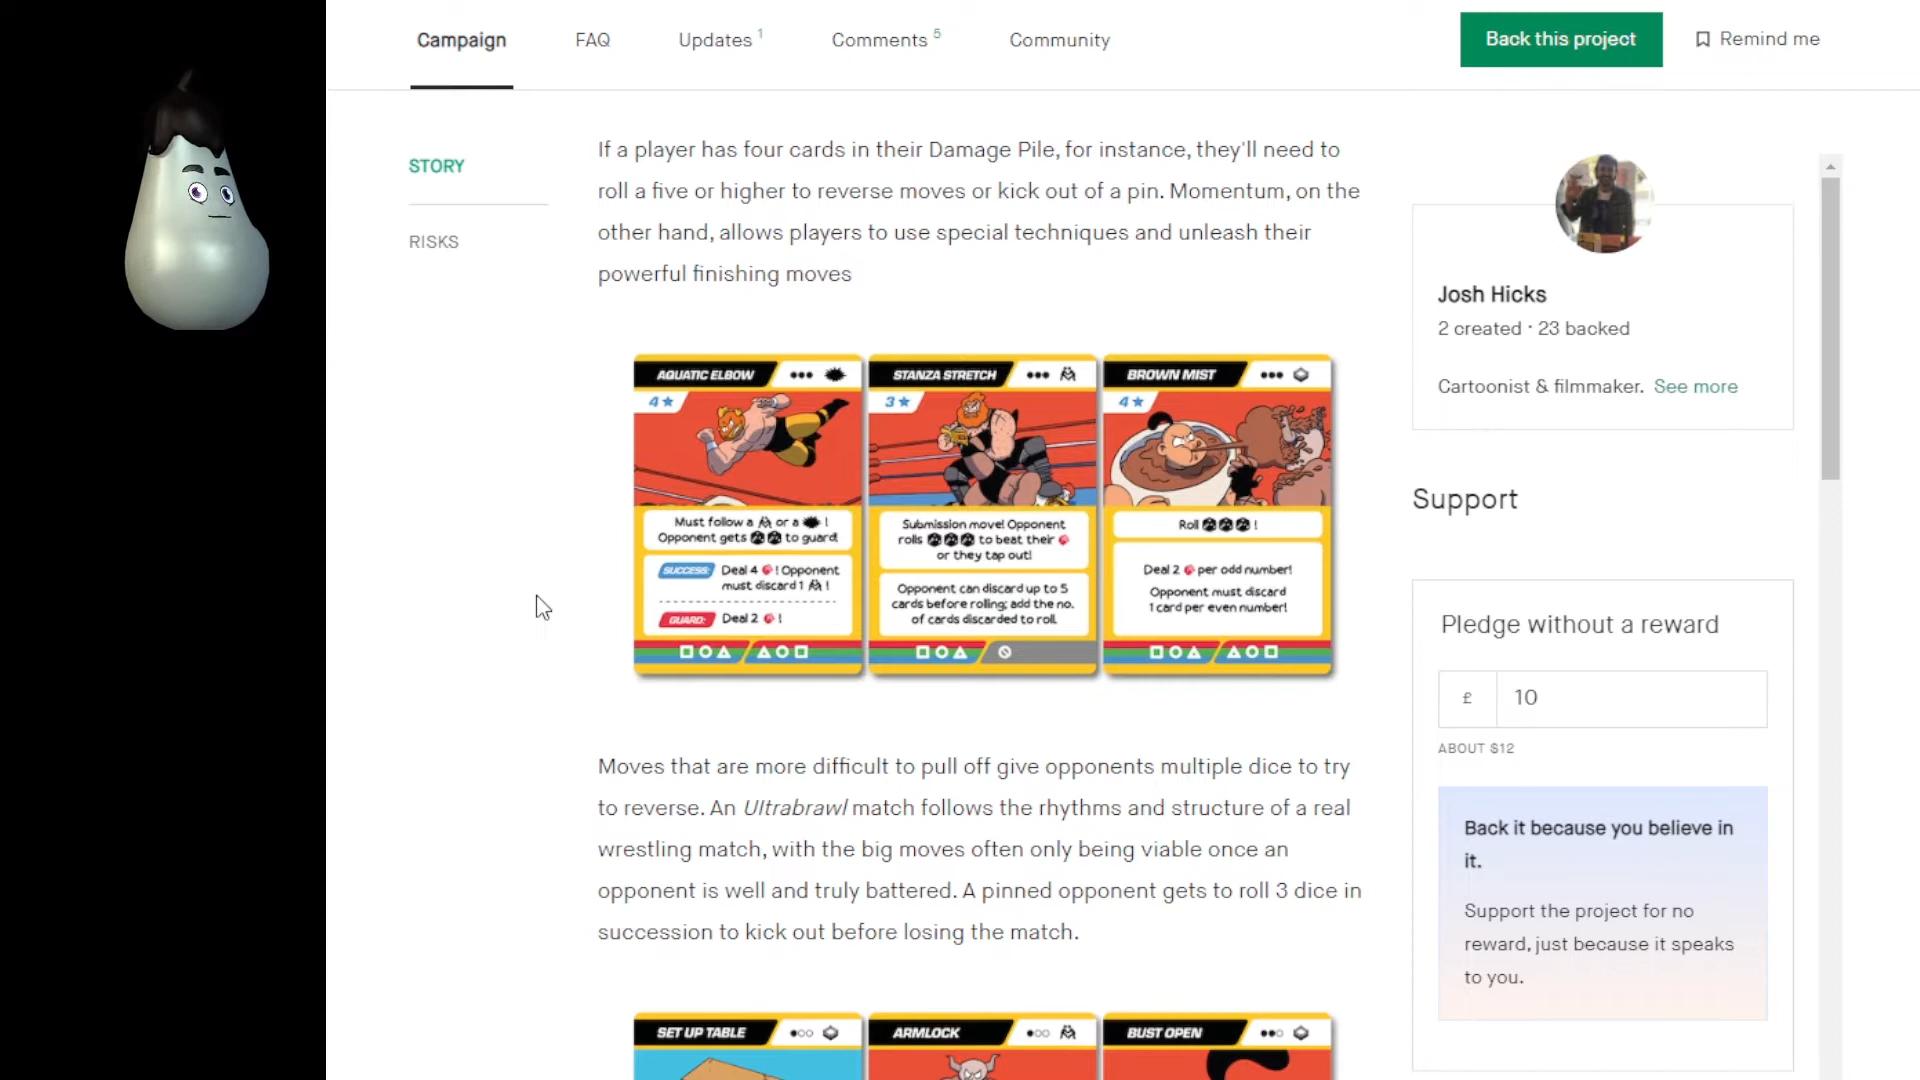 Campaign
FAQ
Updates 1
Comments 5
Community
Back this project
Remind me
STORY
RISKS
If a player has four cards in their Damage Pile, for instance, they'll need to
roll a five or higher to reverse moves or kick out of a pin. Momentum, on the
other hand, allows players to use special techniques and unleash their
powerful finishing moves
AQUATIC ELBOW
4
Must follow a or a !
Opponent gets to guard!
SUCCESS: Deal 4 ! Opponent
must discard 1 !
GUARD: Deal 2 !
STANZA STRETCH
3
Submission move! Opponent
rolls to beat their
or they tap out!
Opponent can discard up to 5
cards before rolling; add the no.
of cards discarded to roll.
BROWN MIST
4
Roll !
Deal 2 per odd number!
Opponent must discard
1 card per even number!
Moves that are more difficult to pull off give opponents multiple dice to try
to reverse. An Ultrabrawl match follows the rhythms and structure of a real
wrestling match, with the big moves often only being viable once an
opponent is well and truly battered. A pinned opponent gets to roll 3 dice in
succession to kick out before losing the match.
SET UP TABLE
ARMLOCK
BUST OPEN
Josh Hicks
2 created · 23 backed
Cartoonist & filmmaker. See more
Support
Pledge without a reward
£ 10
ABOUT $12
Back it because you believe in
it.
Support the project for no
reward, just because it speaks
to you.